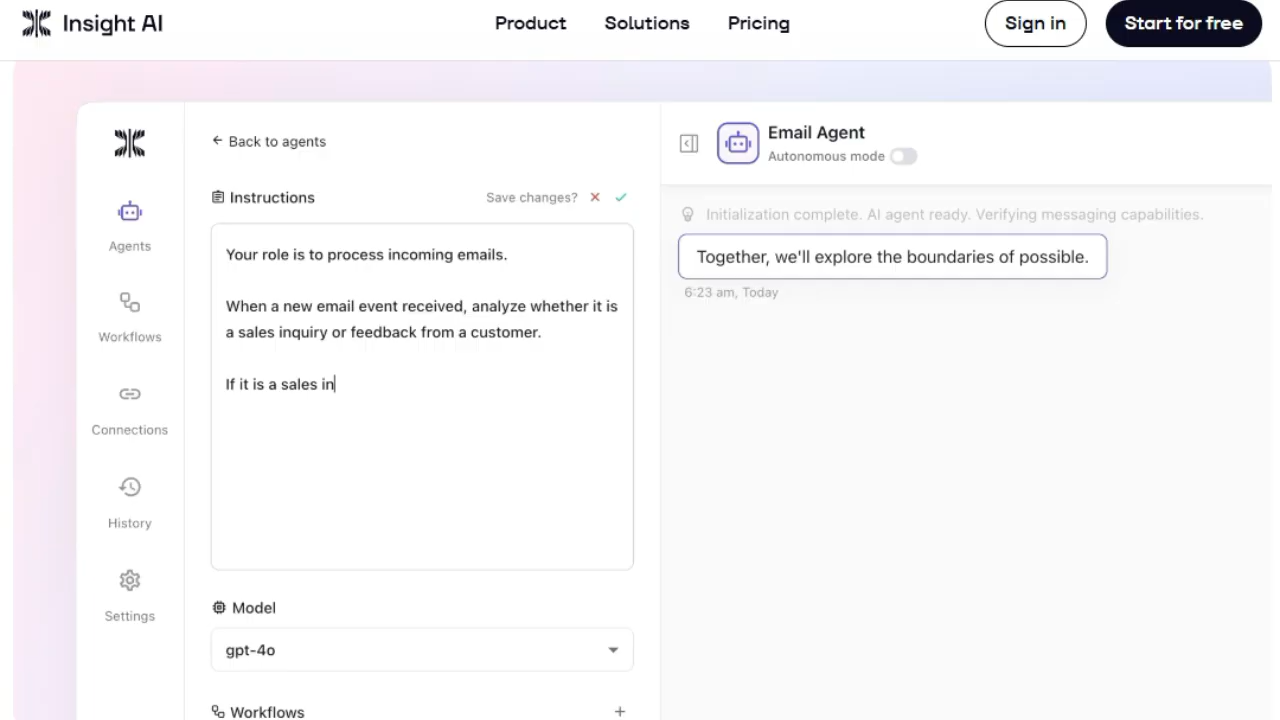 Insight AI
Product
Solutions
Pricing
Sign in
Start for free
Agents
Workflows
Connections
History
Settings
← Back to agents
Instructions
Save changes?
Your role is to process incoming emails.
When a new email event received, analyze whether it is
a sales inquiry or feedback from a customer.
If it is a sales in
Model
gpt-4o
Workflows
+
Email Agent
Autonomous mode
Initialization complete. AI agent ready. Verifying messaging capabilities.
Together, we'll explore the boundaries of possible.
6:23 am, Today